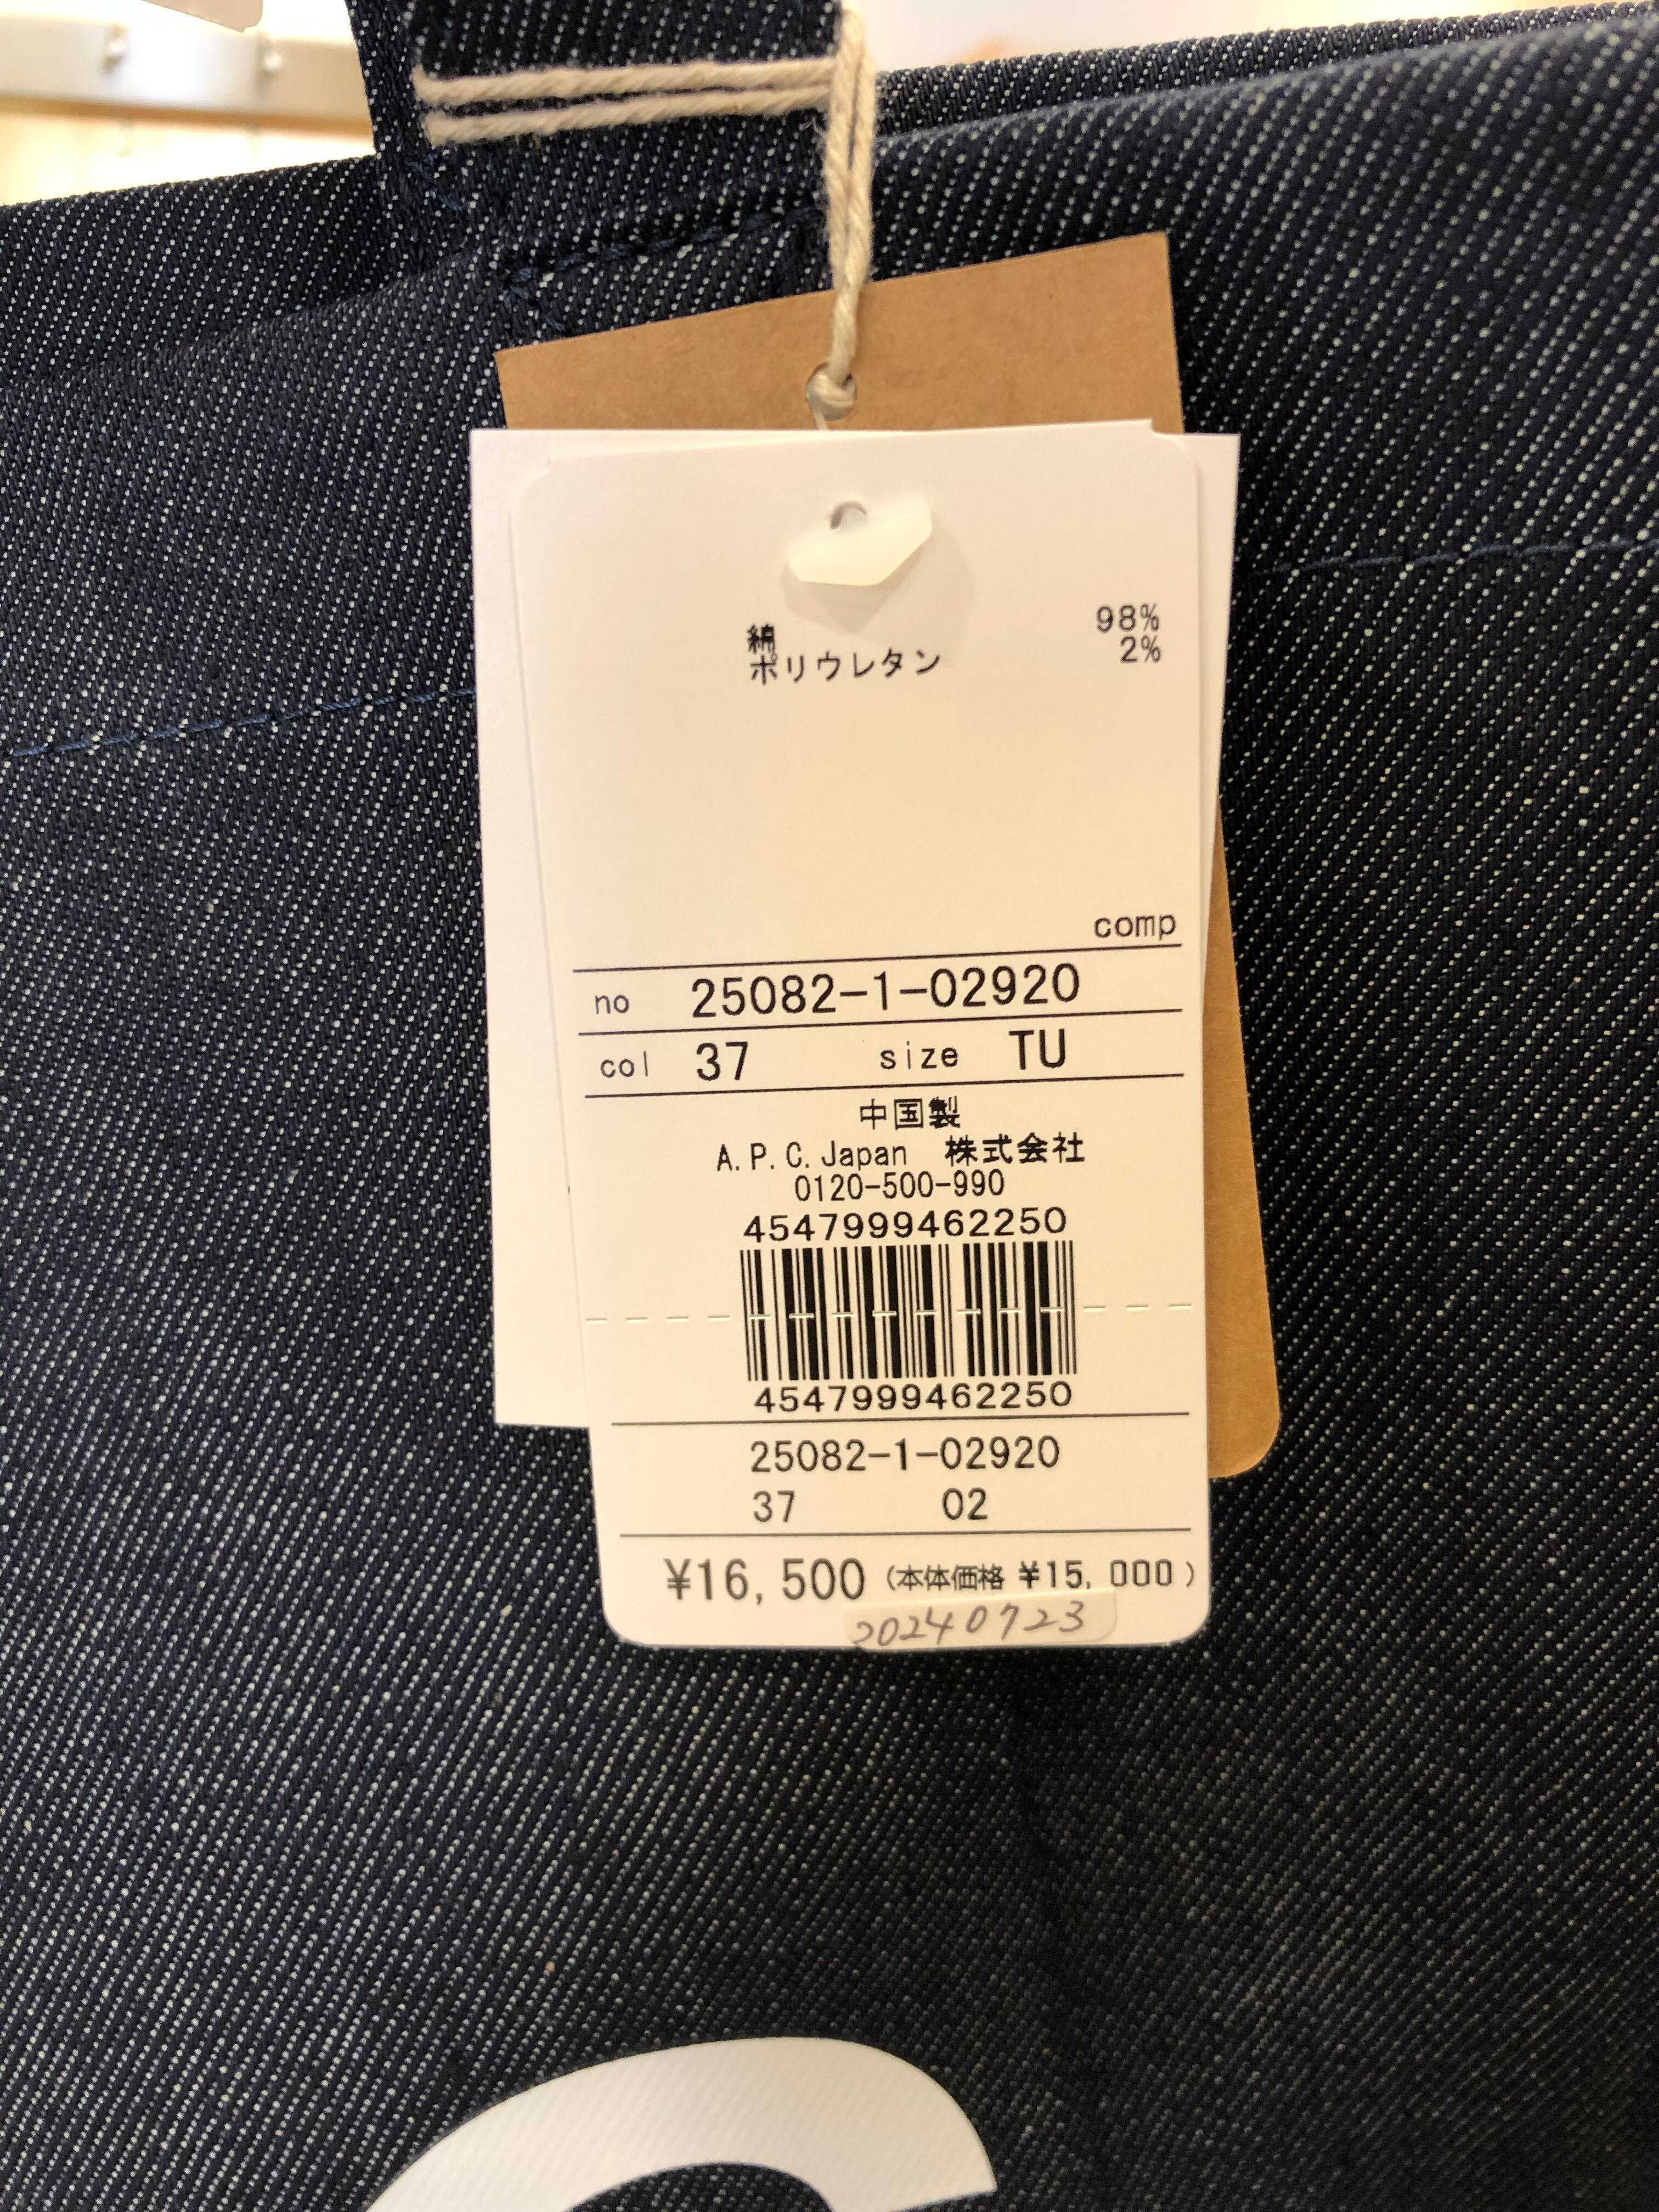 綿 98%
ポリウレタン 2%
comp
no 25082-1-02920
col 37 size TU
中国製
A.P.C.Japan 株式会社
0120-500-990
4547999462250
4547999462250
25082-1-02920
37 02
¥16,500 (本体価格 ¥15,000)
20240723